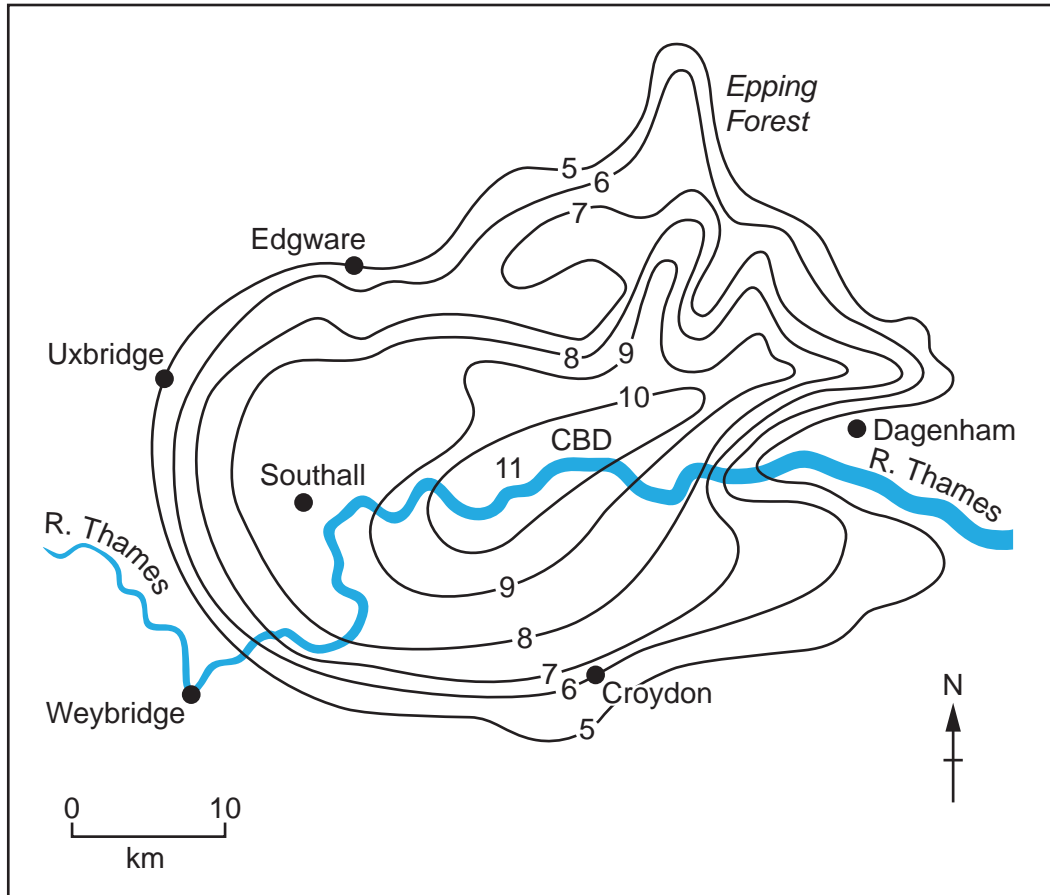 Epping
Forest
5
6
7
Edgware
Uxbridge
8
9
10
CBD
Dagenham
11
Southall
R. Thames
R. Thames
9
8
7
6
Croydon
5
Weybridge
N
0 10
km